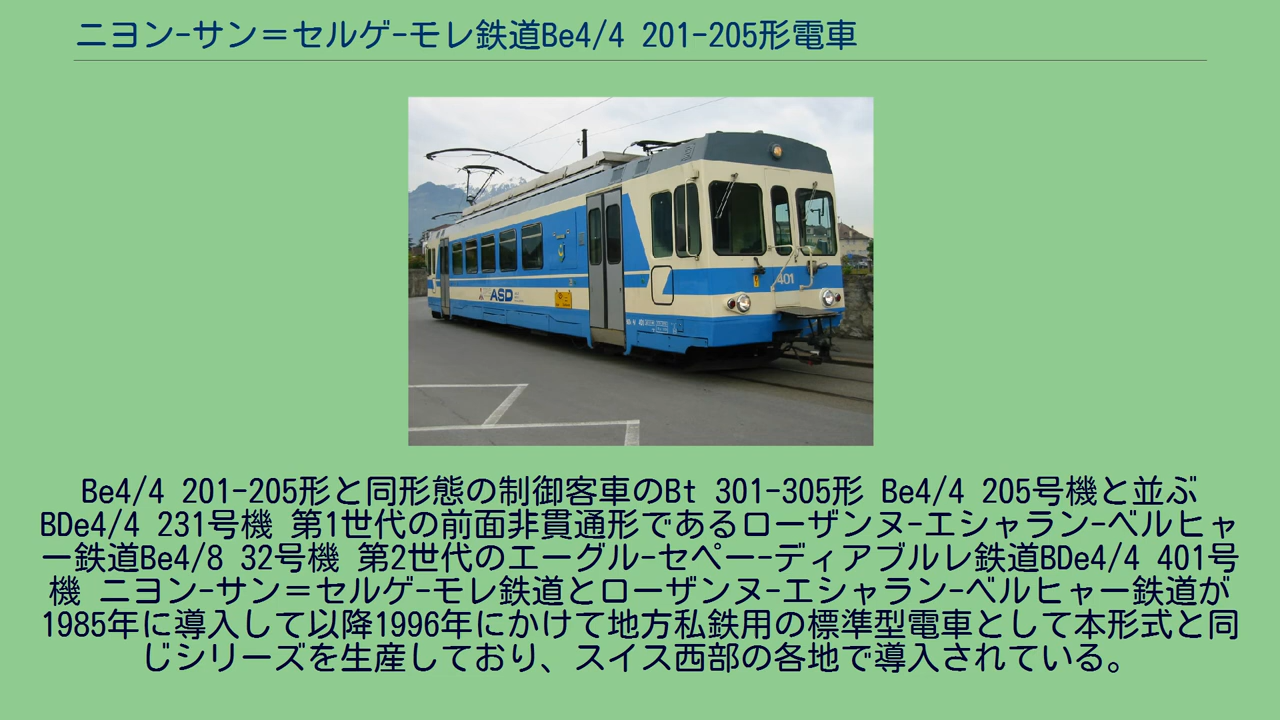 ニヨン-サン＝セルゲ-モレ鉄道Be4/4 201-205形電車
401
ASD
Be4/4 201-205形と同形態の制御客車のBt 301-305形 Be4/4 205号機と並ぶ
BDe4/4 231号機 第1世代の前面非貫通形であるローザンヌ-エシャラン-ベルヒャ
ー鉄道Be4/8 32号機 第2世代のエーグル-セペー-ディアブルレ鉄道BDe4/4 401号
機 ニヨン-サン＝セルゲ-モレ鉄道とローザンヌ-エシャラン-ベルヒャー鉄道が
1985年に導入して以降1996年にかけて地方私鉄用の標準型電車として本形式と同
じシリーズを生産しており、スイス西部の各地で導入されている。